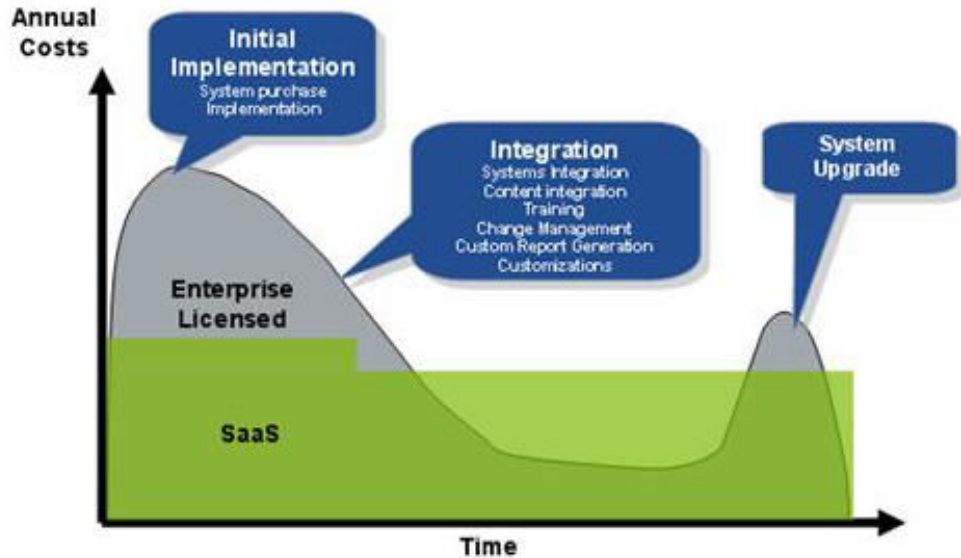 Annual
Costs
Initial
Implementation
System purchase
Implementation
Integration
Systems Integration
Content integration
Training
Change Management
Custom Report Generation
Customizations
System
Upgrade
Enterprise
Licensed
SaaS
Time